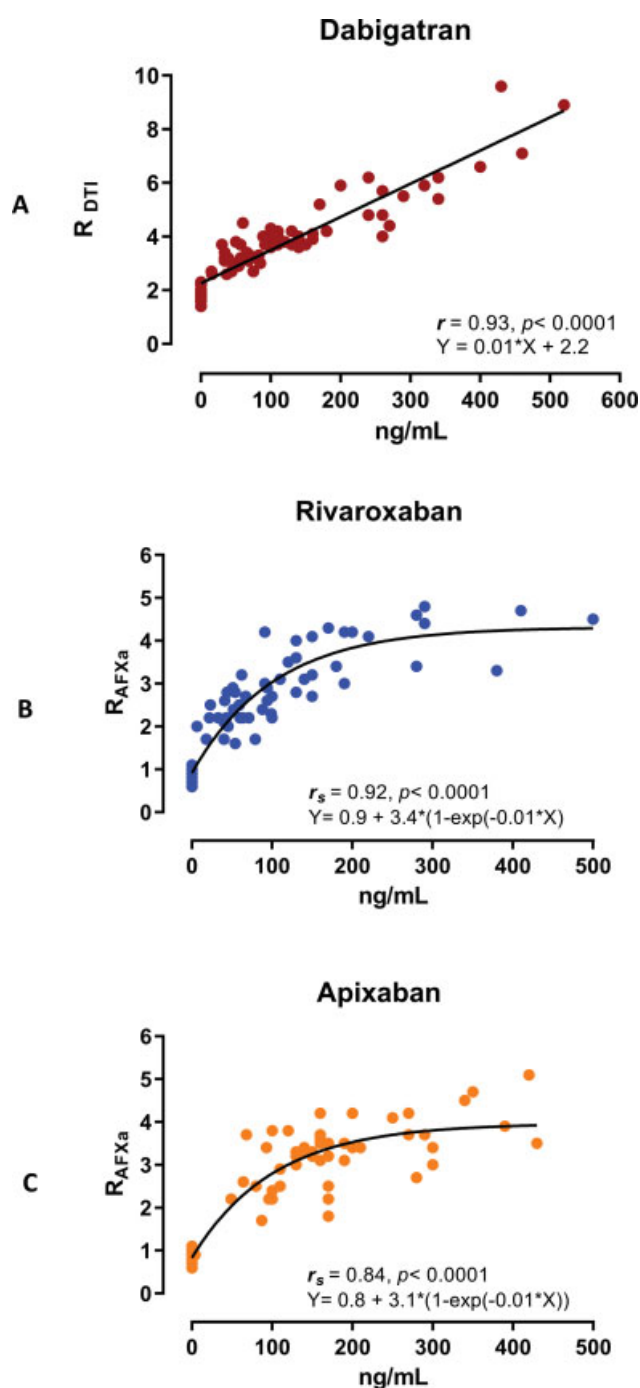 Dabigatran
A
R DTI
10
8
6
4
2
0
r = 0.93, p< 0.0001
Y = 0.01*X + 2.2
0 100 200 300 400 500 600
ng/mL
Rivaroxaban
B
RAFXa
6
5
4
3
2
1
0
rs = 0.92, p< 0.0001
Y= 0.9 + 3.4*(1-exp(-0.01*X)
0 100 200 300 400 500
ng/mL
Apixaban
C
RAFXa
6
5
4
3
2
1
0
rs = 0.84, p< 0.0001
Y= 0.8 + 3.1*(1-exp(-0.01*X))
0 100 200 300 400 500
ng/mL